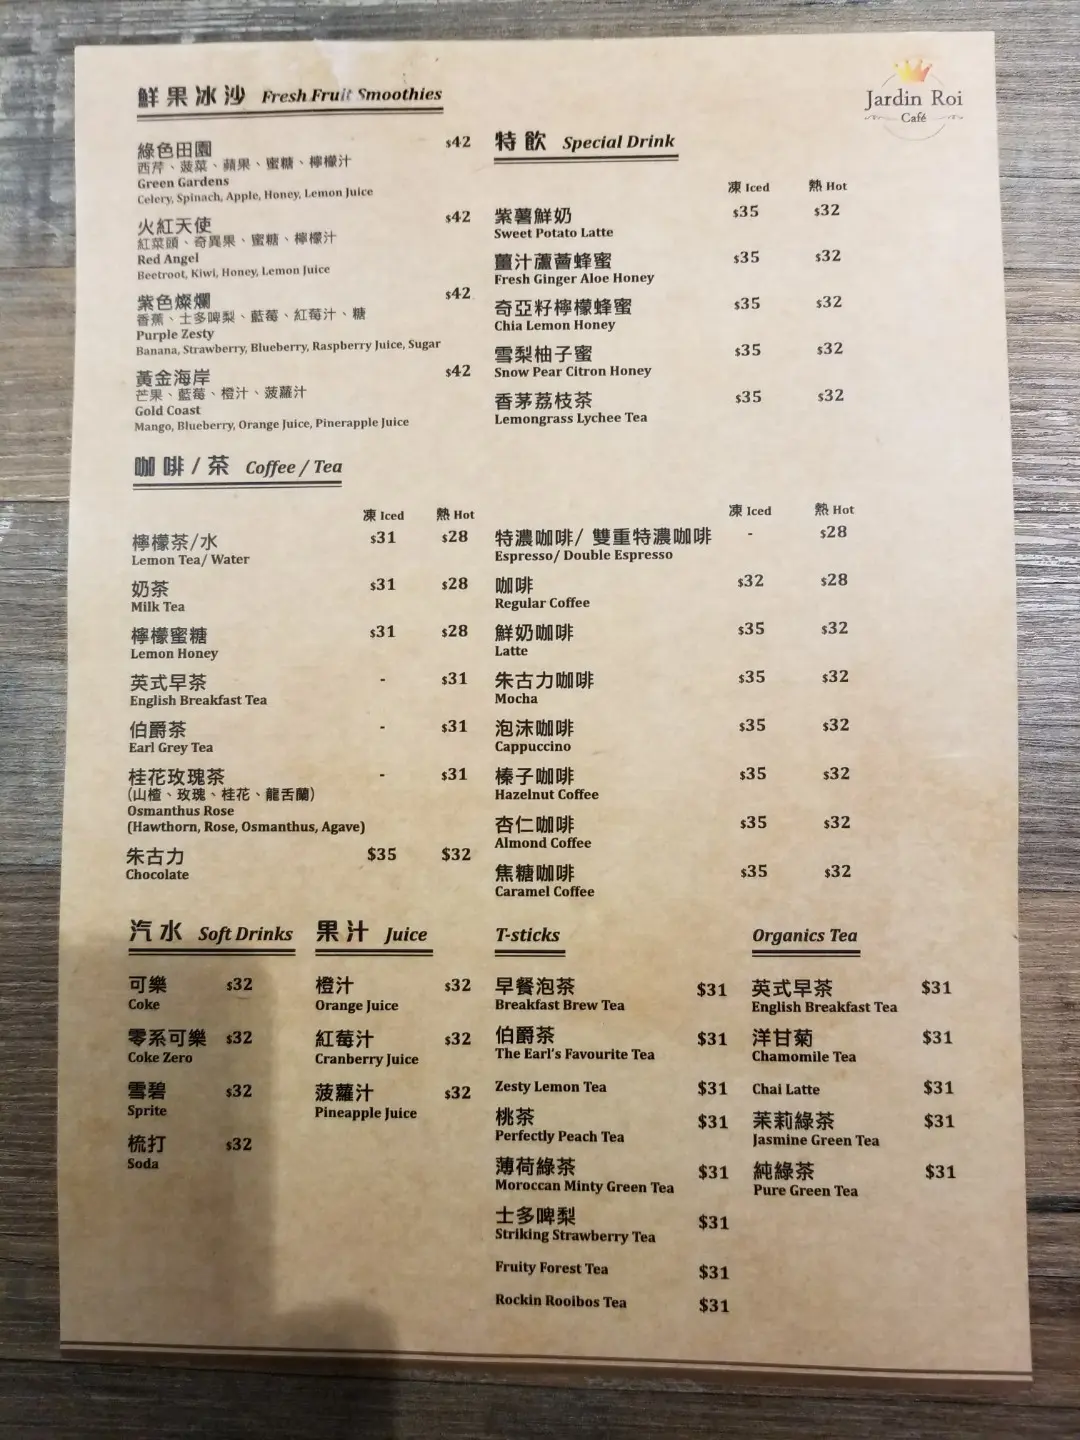 Jardin Roi
Café
鮮果冰沙 Fresh Fruit Smoothies
綠色田園 $42
西芹、菠菜、蘋果、蜜糖、檸檬汁
Green Gardens
Celery, Spinach, Apple, Honey, Lemon Juice
火紅天使 $42
紅菜頭、奇異果、蜜糖、檸檬汁
Red Angel
Beetroot, Kiwi, Honey, Lemon Juice
紫色燦爛 $42
香蕉、士多啤梨、藍莓、紅莓汁、糖
Purple Zesty
Banana, Strawberry, Blueberry, Raspberry Juice, Sugar
黃金海岸 $42
芒果、藍莓、橙汁、菠蘿汁
Gold Coast
Mango, Blueberry, Orange Juice, Pinerapple Juice
特飲 Special Drink
凍 Iced 熱 Hot
紫薯鮮奶 $35 $32
Sweet Potato Latte
薑汁蘆薈蜂蜜 $35 $32
Fresh Ginger Aloe Honey
奇亞籽檸檬蜂蜜 $35 $32
Chia Lemon Honey
雪梨柚子蜜 $35 $32
Snow Pear Citron Honey
香茅荔枝茶 $35 $32
Lemongrass Lychee Tea
咖啡/茶 Coffee / Tea
凍 Iced 熱 Hot
檸檬茶/水 $31 $28
Lemon Tea/ Water
奶茶 $31 $28
Milk Tea
檸檬蜜糖 $31 $28
Lemon Honey
英式早茶 - $31
English Breakfast Tea
伯爵茶 - $31
Earl Grey Tea
桂花玫瑰茶 - $31
(山楂、玫瑰、桂花、龍舌蘭)
Osmanthus Rose
(Hawthorn, Rose, Osmanthus, Agave)
朱古力 $35 $32
Chocolate
凍 Iced 熱 Hot
特濃咖啡/ 雙重特濃咖啡 - $28
Espresso/ Double Espresso
咖啡 $32 $28
Regular Coffee
鮮奶咖啡 $35 $32
Latte
朱古力咖啡 $35 $32
Mocha
泡沫咖啡 $35 $32
Cappuccino
榛子咖啡 $35 $32
Hazelnut Coffee
杏仁咖啡 $35 $32
Almond Coffee
焦糖咖啡 $35 $32
Caramel Coffee
汽水 Soft Drinks
可樂 $32
Coke
零系可樂 $32
Coke Zero
雪碧 $32
Sprite
梳打 $32
Soda
果汁 Juice
橙汁 $32
Orange Juice
紅莓汁 $32
Cranberry Juice
菠蘿汁 $32
Pineapple Juice
T-sticks
早餐泡茶 $31
Breakfast Brew Tea
伯爵茶 $31
The Earl's Favourite Tea
Zesty Lemon Tea $31
桃茶 $31
Perfectly Peach Tea
薄荷綠茶 $31
Moroccan Minty Green Tea
士多啤梨 $31
Striking Strawberry Tea
Fruity Forest Tea $31
Rockin Rooibos Tea $31
Organics Tea
英式早茶 $31
English Breakfast Tea
洋甘菊 $31
Chamomile Tea
Chai Latte $31
茉莉綠茶 $31
Jasmine Green Tea
純綠茶 $31
Pure Green Tea